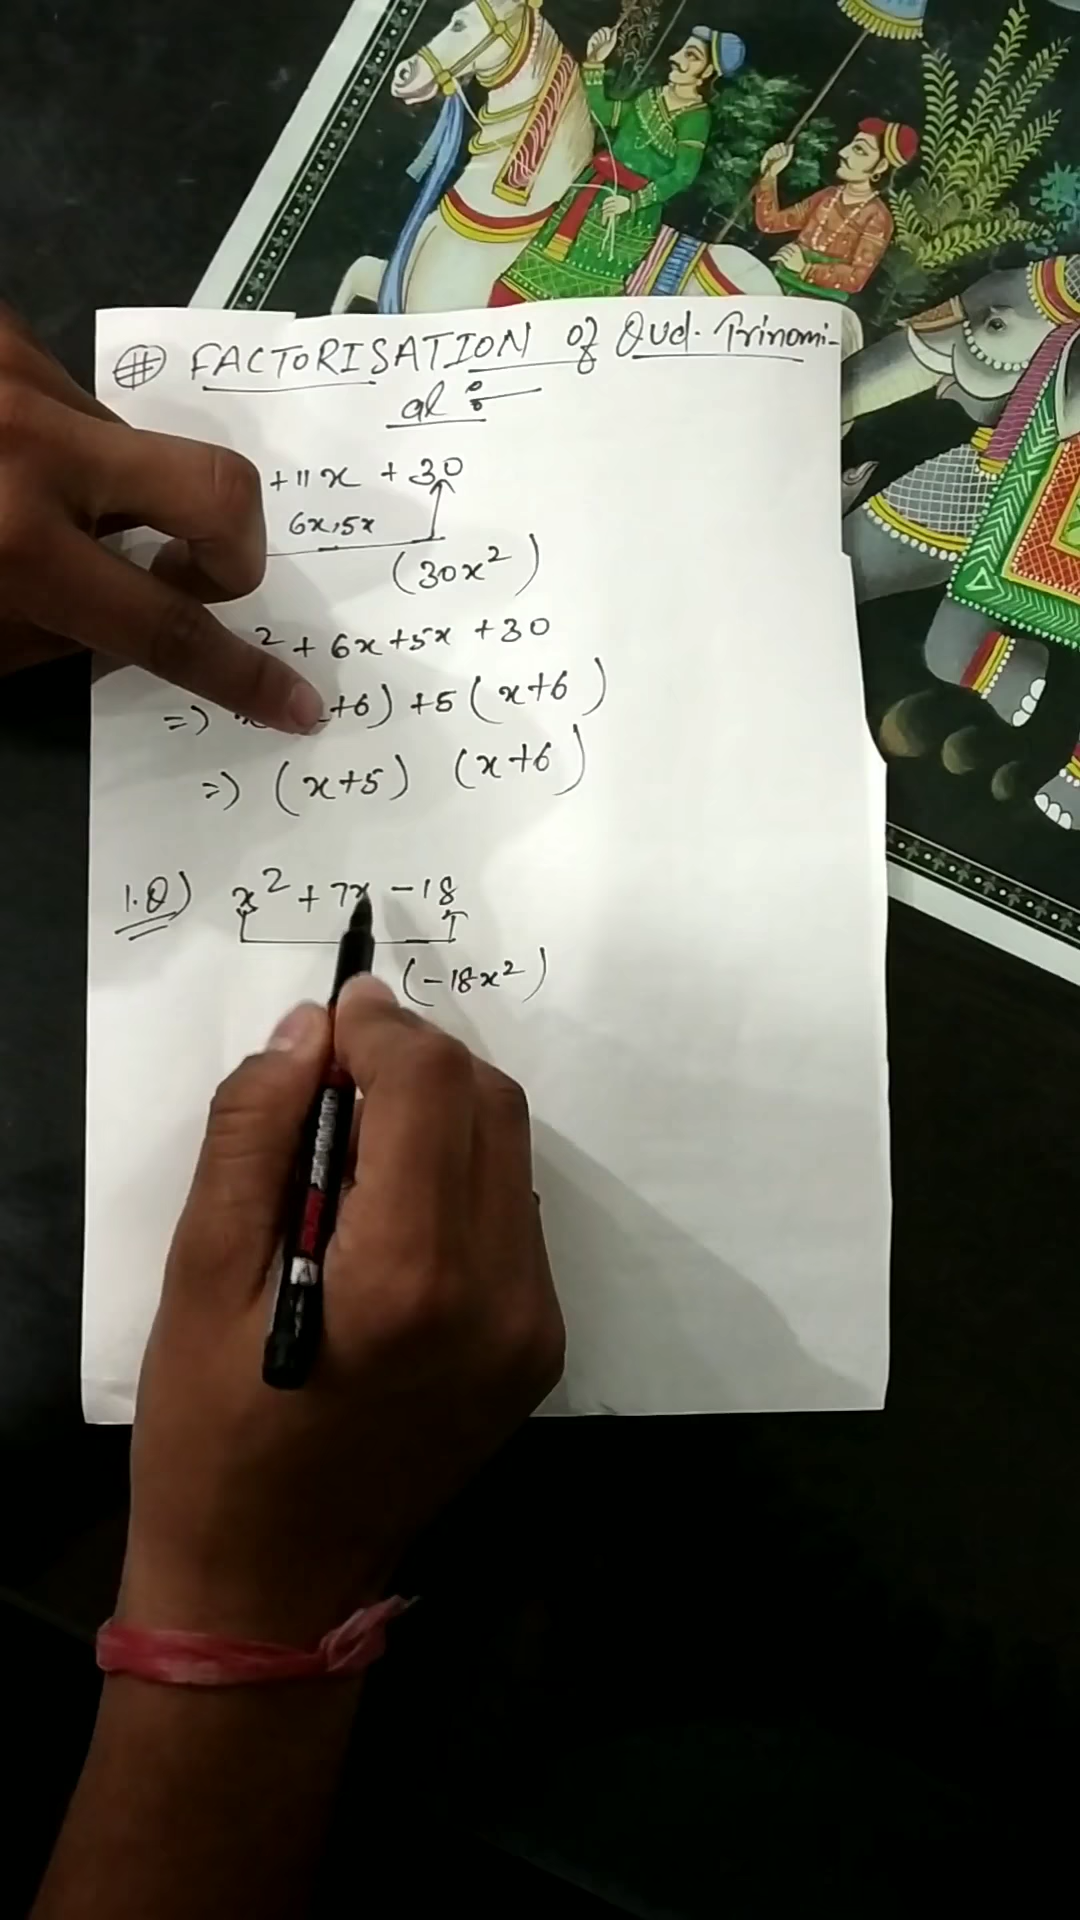 # FACTORISATION of Qud. Trinomi-
al :-
+11x + 30
6x,5x
(30x²)
² + 6x +5x +30
=) +6) +5 (x+6)
=) (x+5) (x+6)
1.Q) x² + 7x - 18
(-18x²)